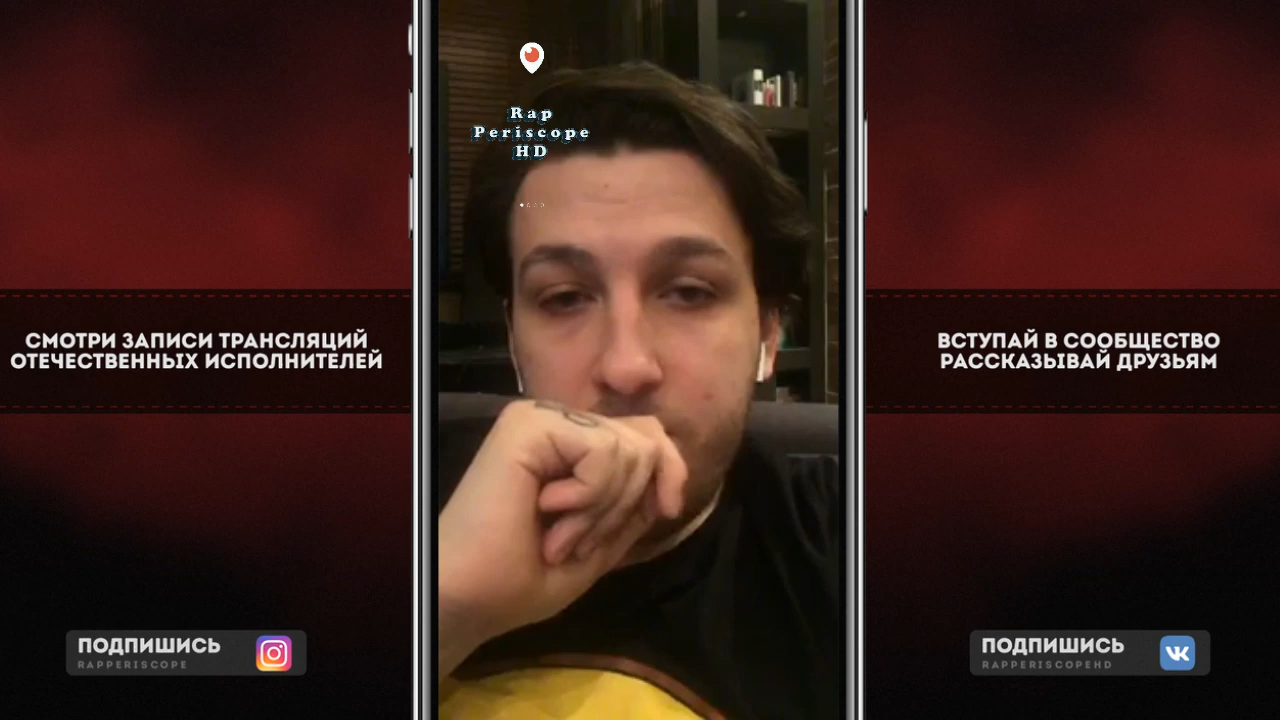 Rap
Periscope
HD
СМОТРИ ЗАПИСИ ТРАНСЛЯЦИЙ
ОТЕЧЕСТВЕННЫХ ИСПОЛНИТЕЛЕЙ
ВСТУПАЙ В СООБЩЕСТВО
РАССКАЗЫВАЙ ДРУЗЬЯМ
ПОДПИШИСЬ
RAPPERISCOPE
ПОДПИШИСЬ
RAPPERISCOPEHD